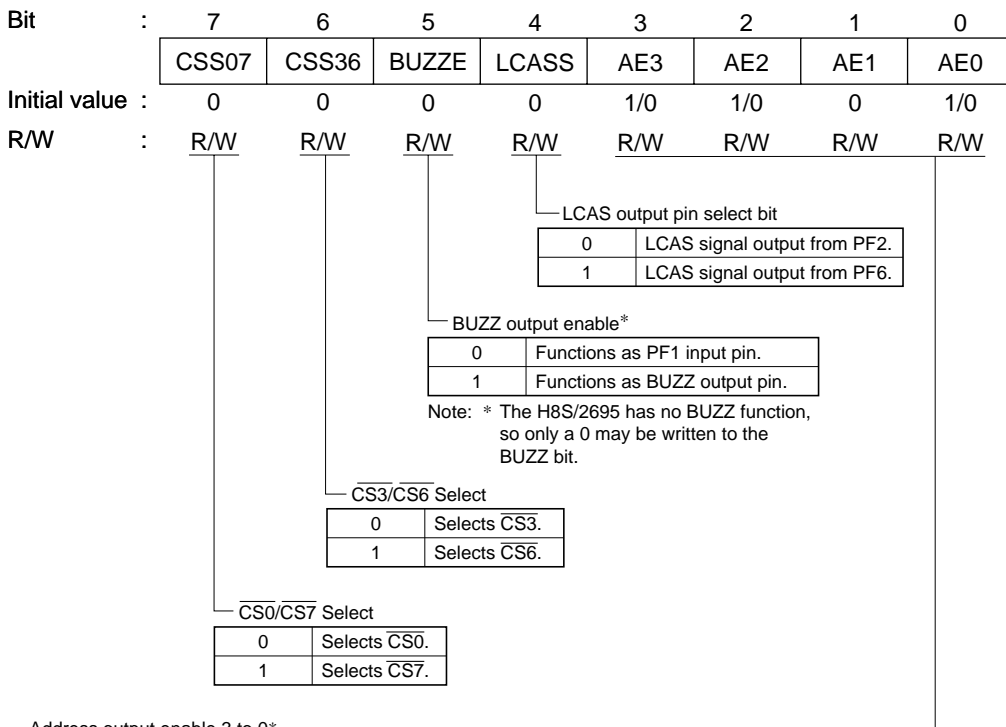 Bit : 7 6 5 4 3 2 1 0
CSS07 CSS36 BUZZE LCASS AE3 AE2 AE1 AE0
Initial value : 0 0 0 0 1/0 1/0 0 1/0
R/W : R/W R/W R/W R/W R/W R/W R/W R/W
LCAS output pin select bit
0 LCAS signal output from PF2.
1 LCAS signal output from PF6.
BUZZ output enable*
0 Functions as PF1 input pin.
1 Functions as BUZZ output pin.
Note: * The H8S/2695 has no BUZZ function,
so only a 0 may be written to the
BUZZ bit.
CS3/CS6 Select
0 Selects CS3.
1 Selects CS6.
CS0/CS7 Select
0 Selects CS0.
1 Selects CS7.
Address output enable 3 to 0*